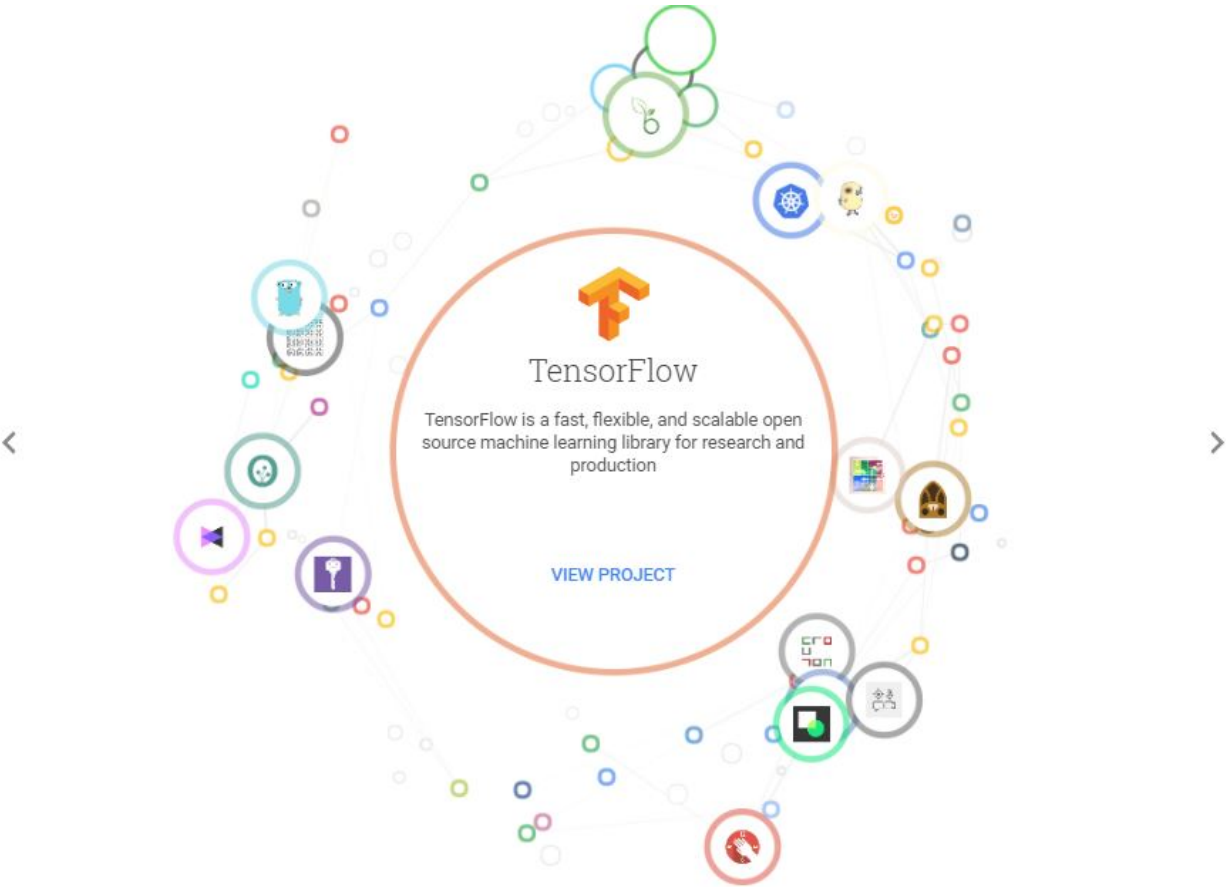 TensorFlow
TensorFlow is a fast, flexible, and scalable open
source machine learning library for research and
production
VIEW PROJECT